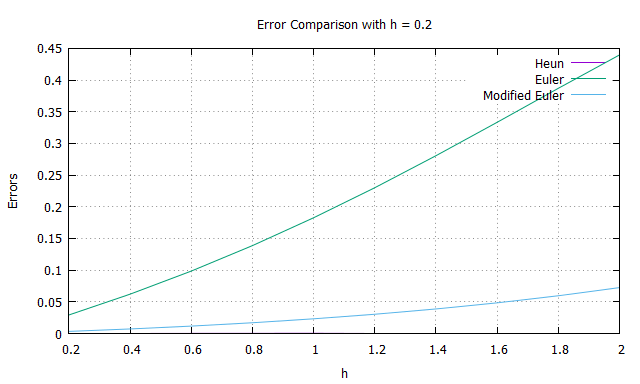 Error Comparison with h = 0.2
Heun
Euler
Modified Euler
Errors
0.45
0.4
0.35
0.3
0.25
0.2
0.15
0.1
0.05
0
0.2 0.4 0.6 0.8 1 1.2 1.4 1.6 1.8 2
h